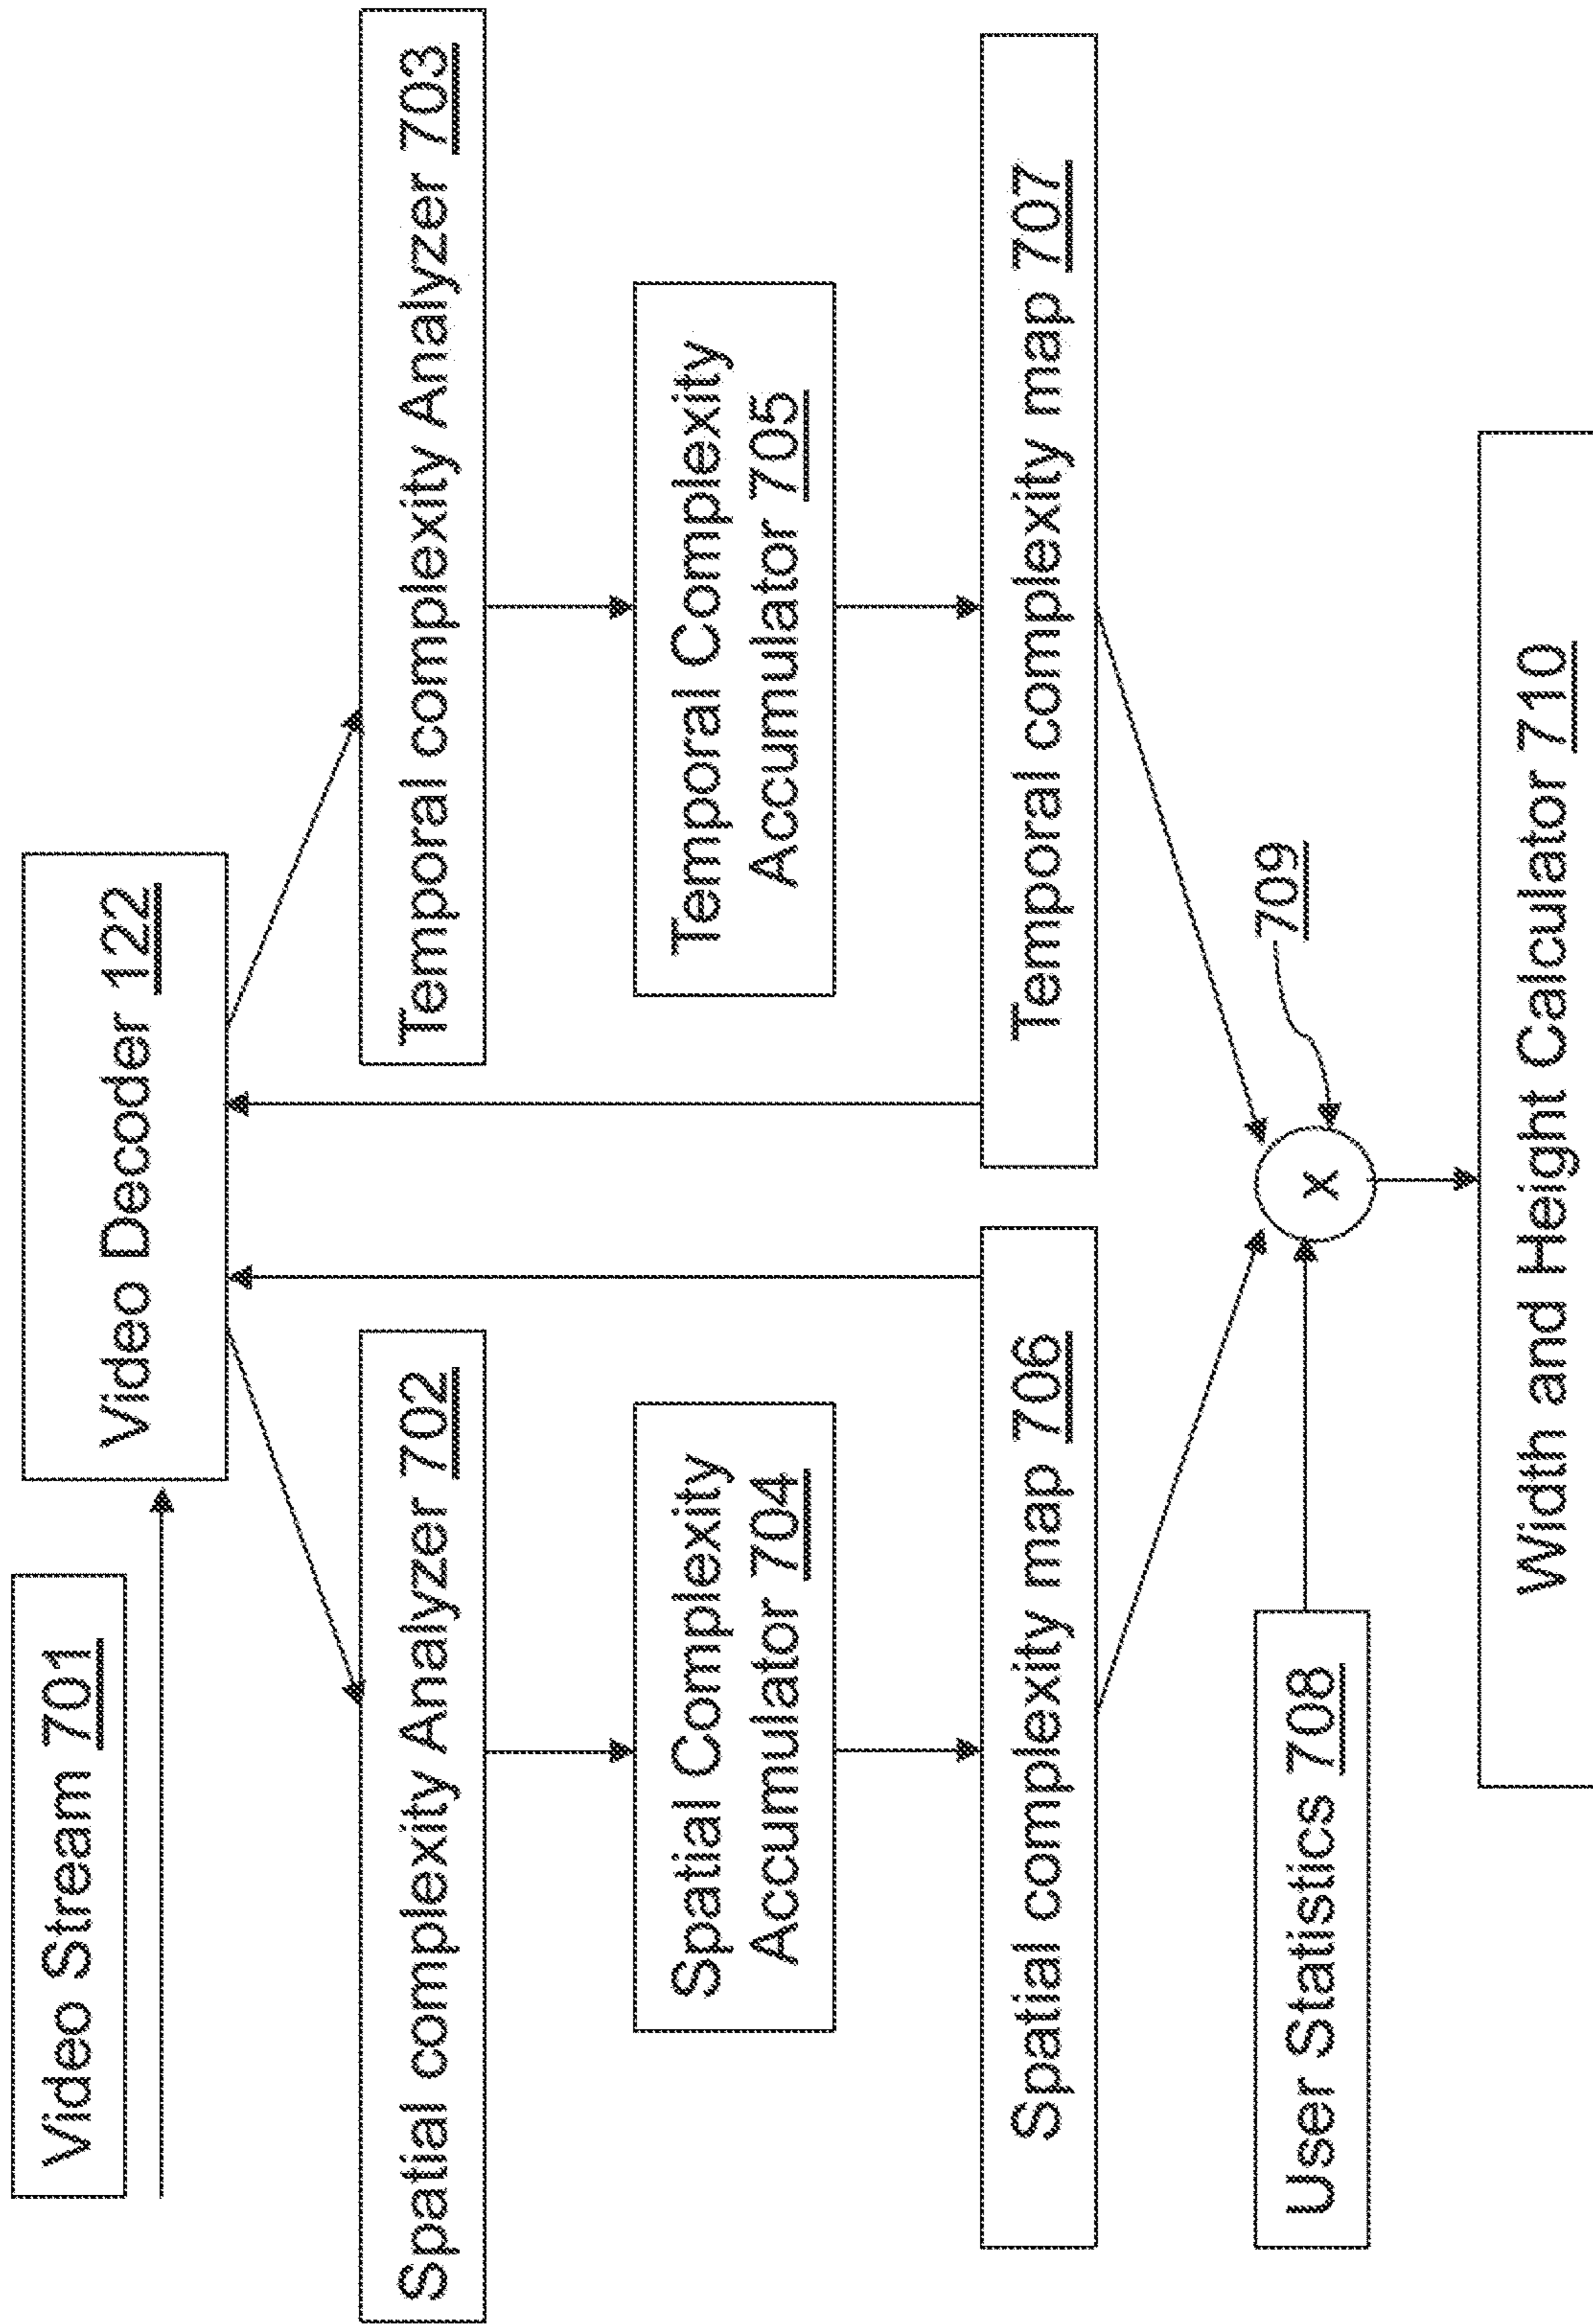 Video Stream 701
Video Decoder 122
Spatial complexity Analyzer 702
Temporal complexity Analyzer 703
Spatial Complexity
Accumulator 704
Temporal Complexity
Accumulator 705
Spatial complexity map 706
Temporal complexity map 707
User Statistics 708
x
709
Width and Height Calculator 710